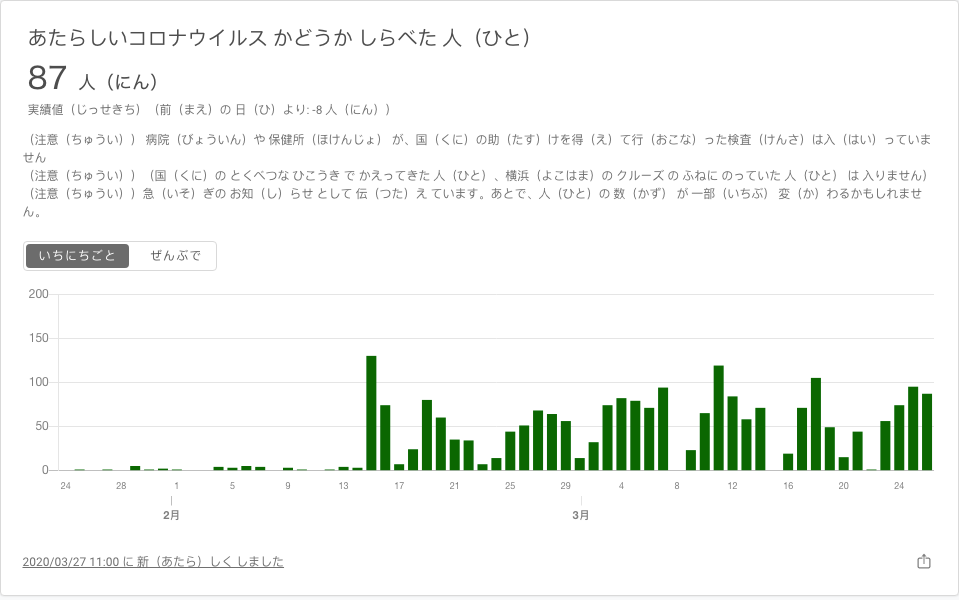 あたらしいコロナウイルス かどうか しらべた 人（ひと）
87 人（にん）
実績値（じっせきち）（前（まえ）の 日（ひ）より: -8 人（にん））
（注意（ちゅうい）） 病院（びょういん）や 保健所（ほけんじょ） が、国（くに）の助（たす）けを得（え）て行（おこな）った検査（けんさ）は入（はい）っていま
せん
（注意（ちゅうい））（国（くに）の とくべつな ひこうき で かえってきた 人（ひと）、横浜（よこはま）の クルーズ の ふねに のっていた 人（ひと） は 入りません）
（注意（ちゅうい））急（いそ）ぎの お知（し）らせ として 伝（つた）え ています。あとで、人（ひと）の 数（かず） が 一部（いちぶ） 変（か）わるかもしれませ
ん。
いちにちごと ぜんぶで
200
150
100
50
0
24 28 1 5 9 13 17 21 25 29 4 8 12 16 20 24
2月 3月
2020/03/27 11:00 に 新（あたら）しく しました